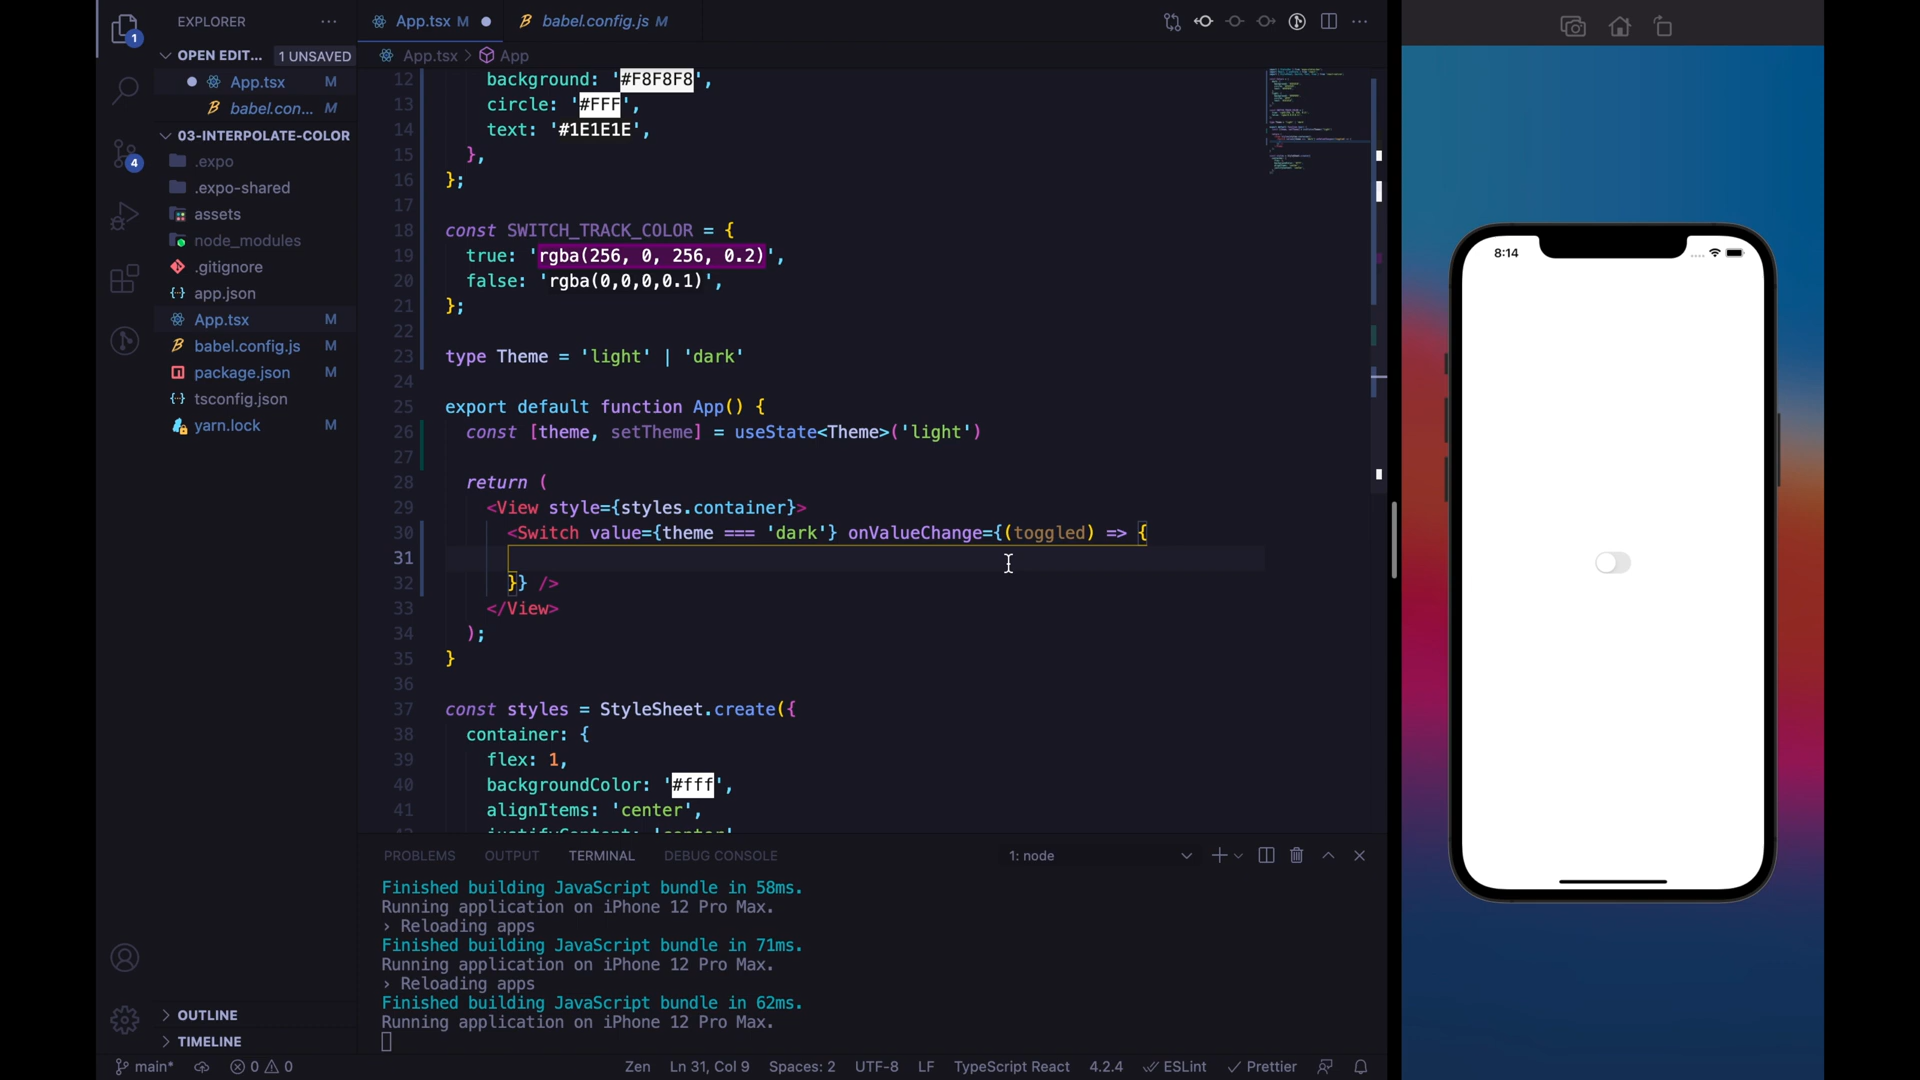 EXPLORER
OPEN EDIT... 1 UNSAVED
App.tsx M
babel.con... M
03-INTERPOLATE-COLOR
.expo
.expo-shared
assets
node_modules
.gitignore
app.json
App.tsx M
babel.config.js M
package.json M
tsconfig.json
yarn.lock M
OUTLINE
TIMELINE
1
4
App.tsx M
babel.config.js M
App.tsx > App
12 background: '#F8F8F8',
13 circle: '#FFF',
14 text: '#1E1E1E',
15 },
16 };
17
18 const SWITCH_TRACK_COLOR = {
19 true: 'rgba(256, 0, 256, 0.2)',
20 false: 'rgba(0,0,0,0.1)',
21 };
22
23 type Theme = 'light' | 'dark'
24
25 export default function App() {
26 const [theme, setTheme] = useState<Theme>('light')
27
28 return (
29 <View style={styles.container}>
30 <Switch value={theme === 'dark'} onValueChange={(toggled) => {
31
32 }} />
33 </View>
34 );
35 }
36
37 const styles = StyleSheet.create({
38 container: {
39 flex: 1,
40 backgroundColor: '#fff',
41 alignItems: 'center',
PROBLEMS OUTPUT TERMINAL DEBUG CONSOLE 1: node
Finished building JavaScript bundle in 58ms.
Running application on iPhone 12 Pro Max.
› Reloading apps
Finished building JavaScript bundle in 71ms.
Running application on iPhone 12 Pro Max.
› Reloading apps
Finished building JavaScript bundle in 62ms.
Running application on iPhone 12 Pro Max.
main* 0 0 Zen Ln 31, Col 9 Spaces: 2 UTF-8 LF TypeScript React 4.2.4 ESLint Prettier
8:14